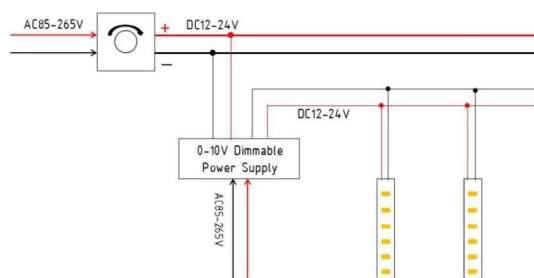 AC85-265V
+
DC12-24V
−
DC12-24V
0-10V Dimmable
Power Supply
AC85-265V